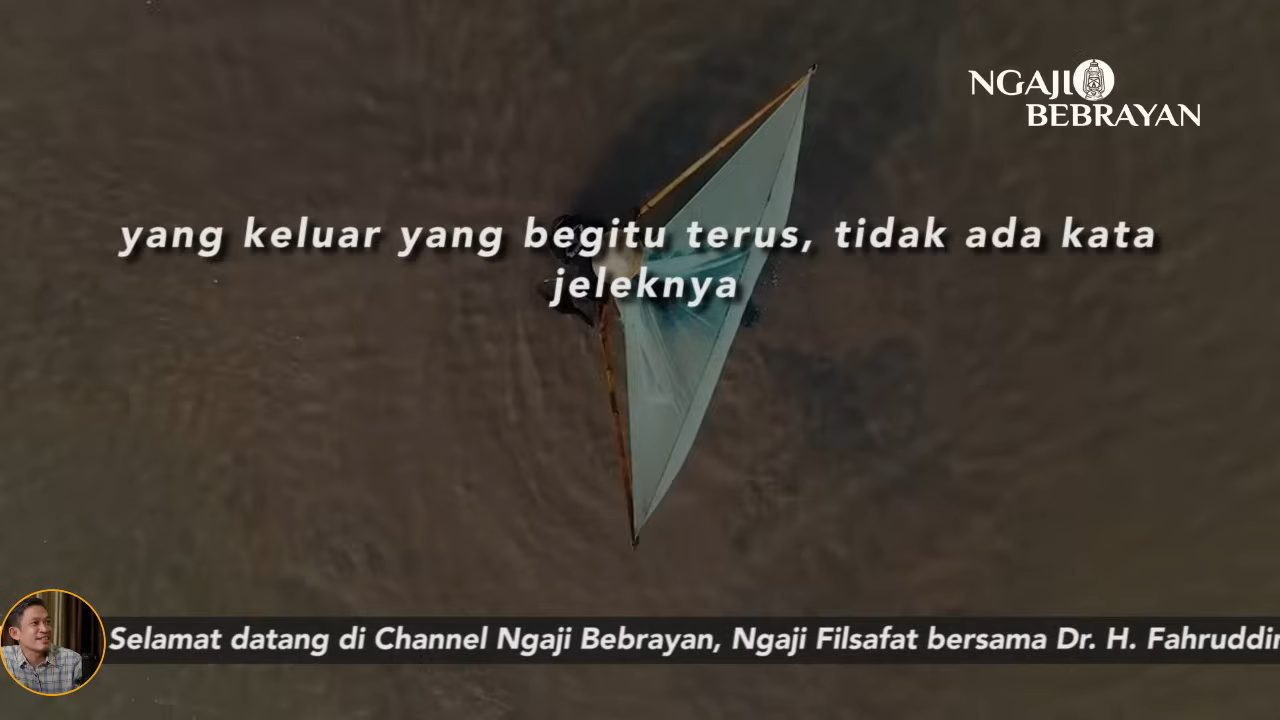 NGAJI
BEBRAYAN
yang keluar yang begitu terus, tidak ada kata
jeleknya
Selamat datang di Channel Ngaji Bebrayan, Ngaji Filsafat bersama Dr. H. Fahruddin